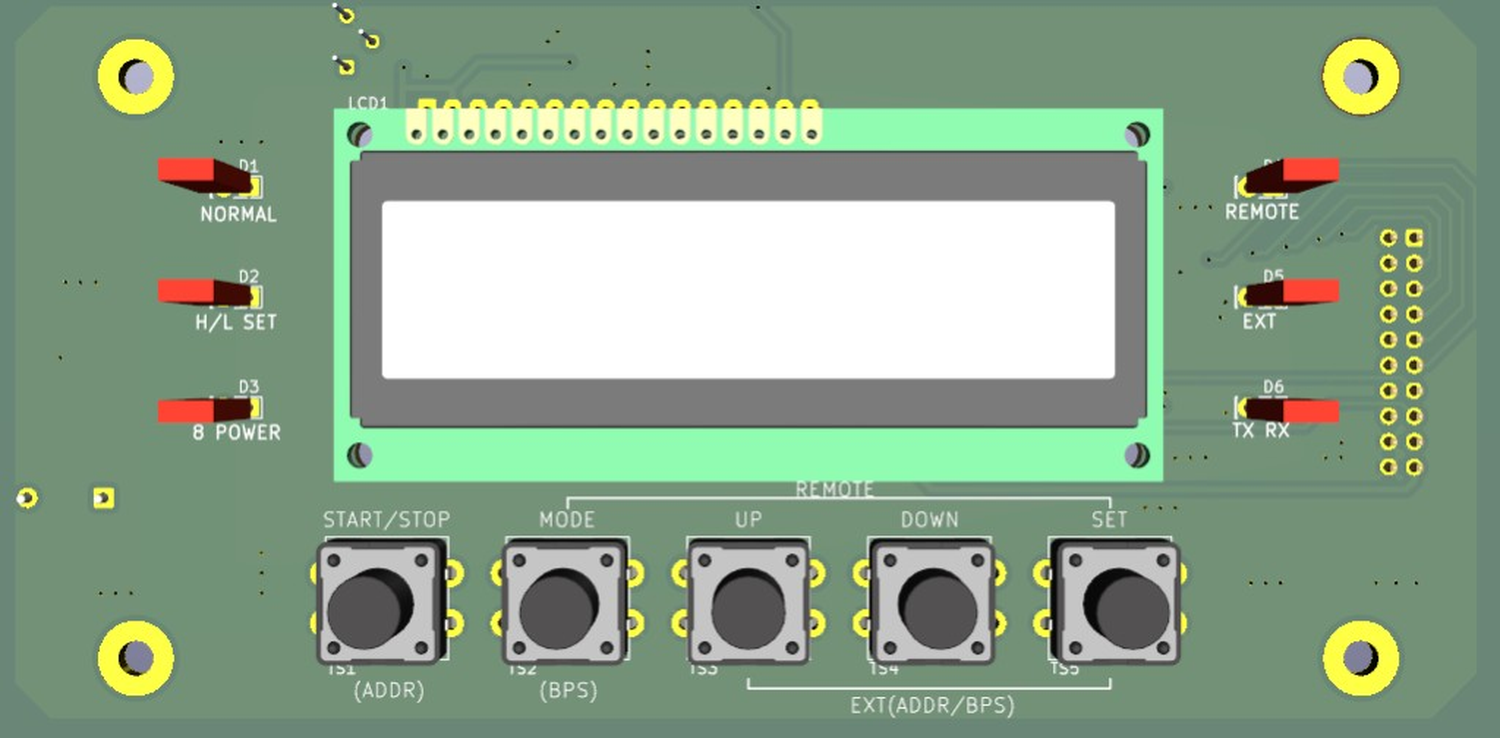 LCD1
D1
NORMAL
REMOTE
D2
H/L SET
D5
EXT
D3
8 POWER
D6
TX RX
REMOTE
START/STOP
MODE
UP
DOWN
SET
TS1
TS2
TS3
TS4
TS5
(ADDR)
(BPS)
EXT(ADDR/BPS)